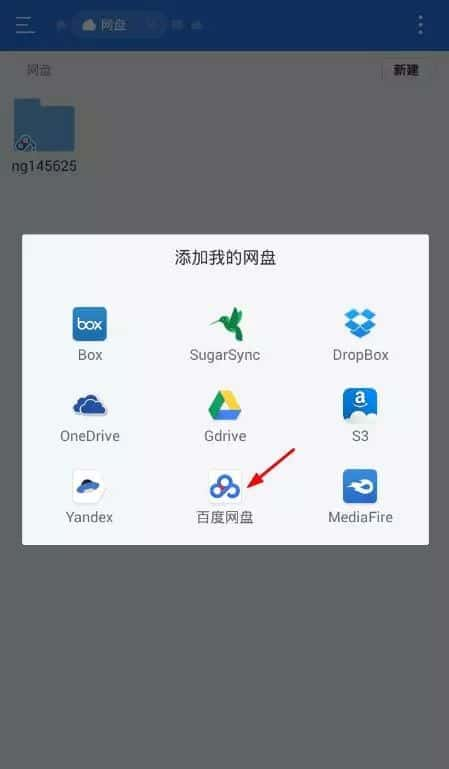 网盘
网盘
新建
ng145625
添加我的网盘
box
Box
SugarSync
DropBox
OneDrive
Gdrive
a
S3
Yandex
百度网盘
MediaFire